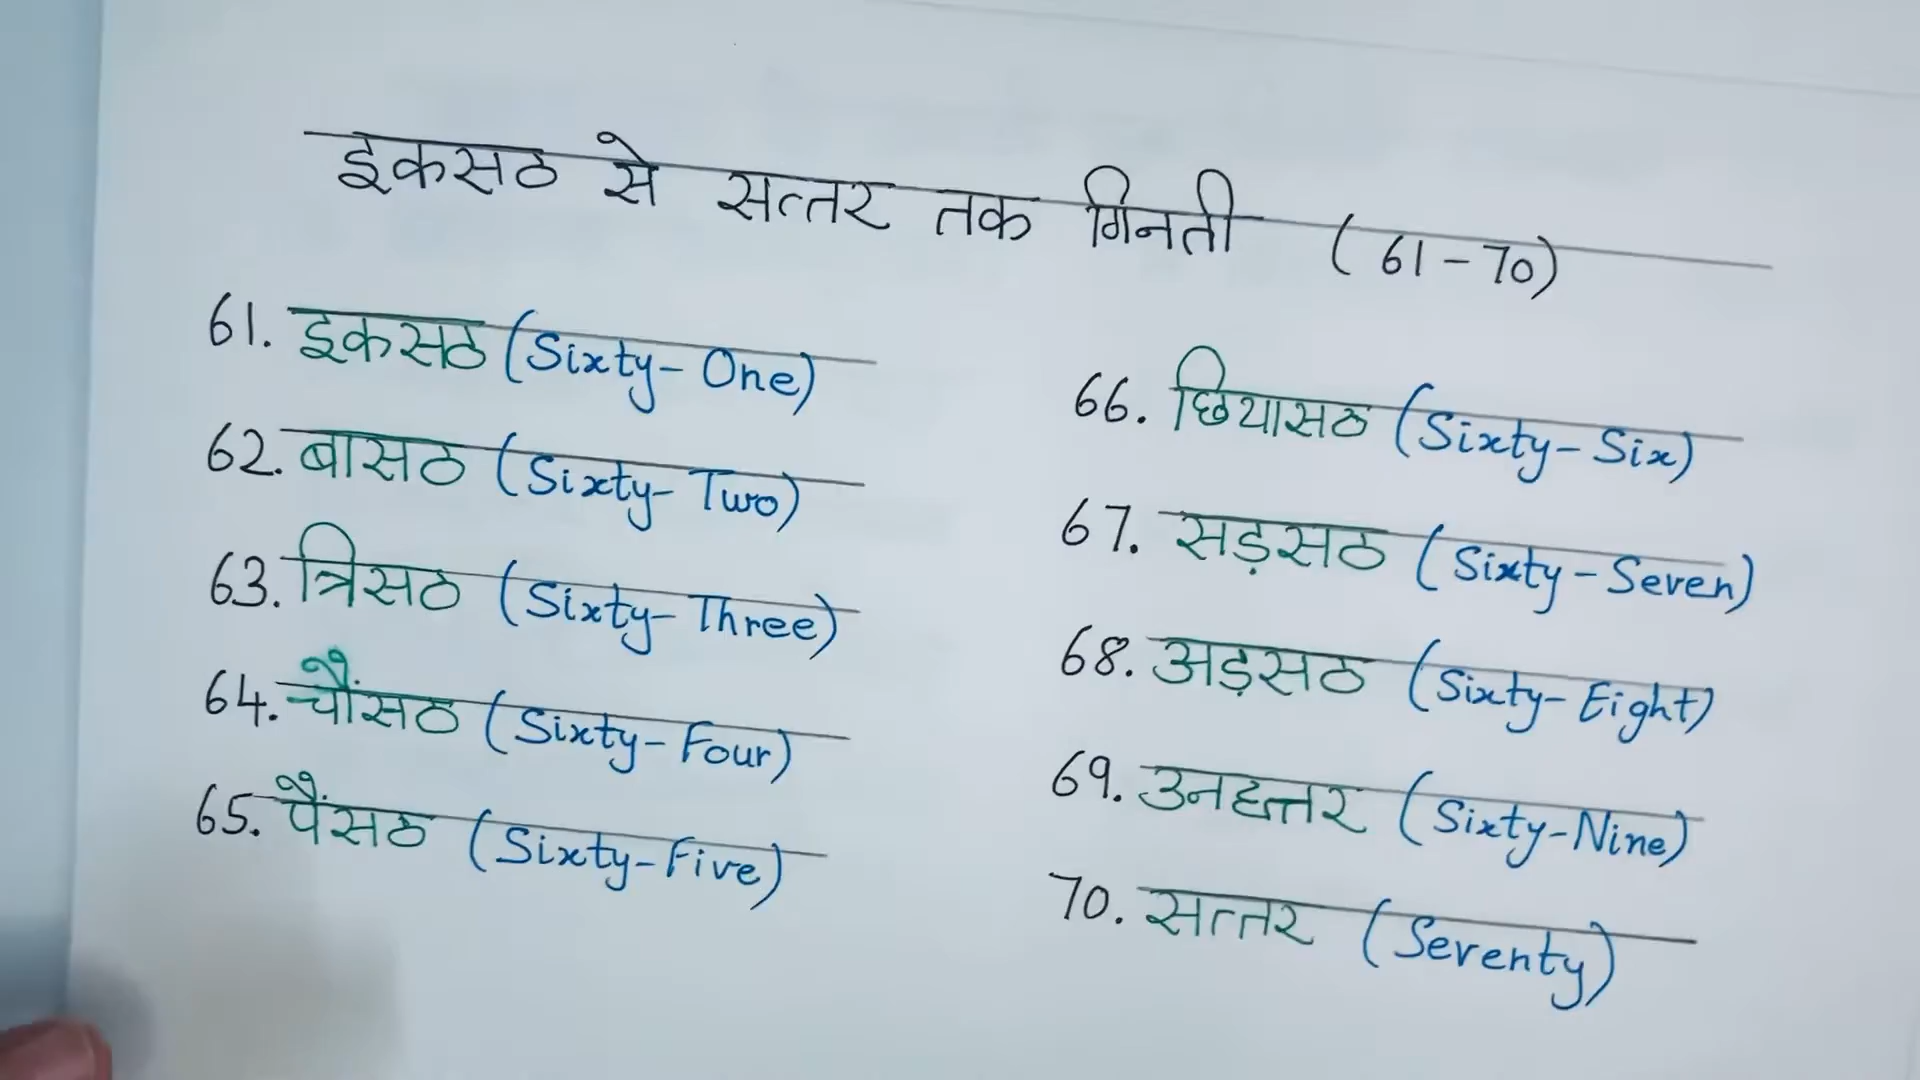 इकसठ से सत्तर तक गिनती (61-70)
61. इकसठ (Sixty-One)
62. बासठ (Sixty-Two)
63. त्रिसठ (Sixty-Three)
64. चौंसठ (Sixty-Four)
65. पैंसठ (Sixty-Five)
66. छियासठ (Sixty-Six)
67. सड़सठ (Sixty-Seven)
68. अड़सठ (Sixty-Eight)
69. उनहत्तर (Sixty-Nine)
70. सत्तर (Seventy)